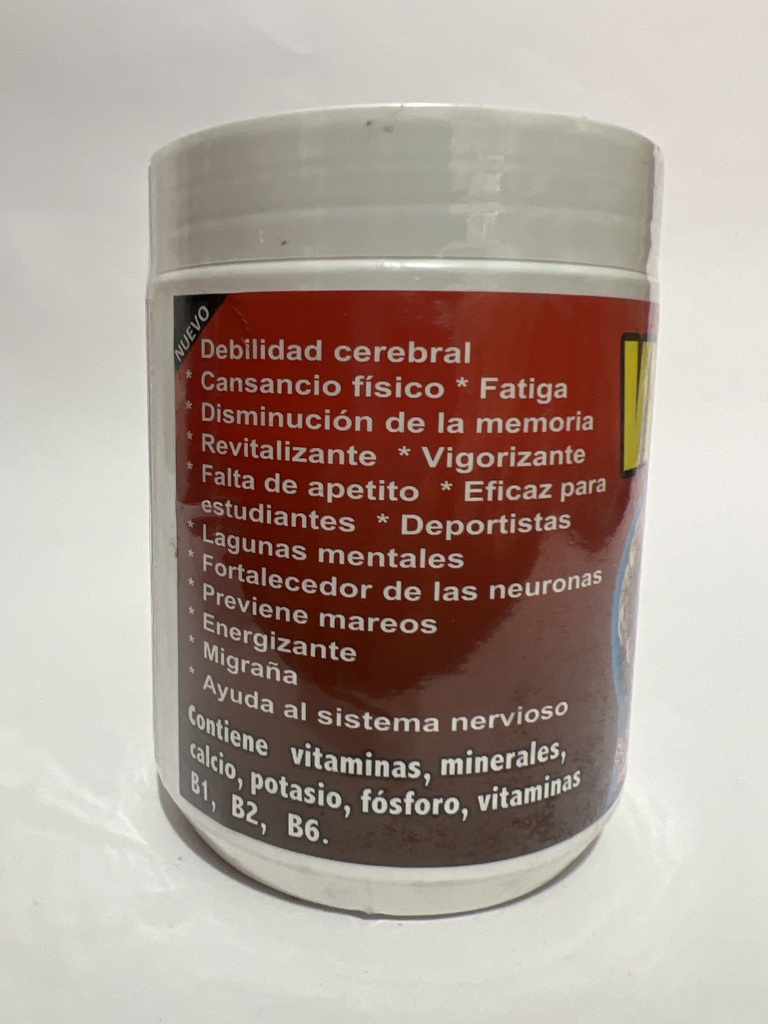 NUEVO
Debilidad cerebral
* Cansancio físico * Fatiga
* Disminución de la memoria
* Revitalizante * Vigorizante
* Falta de apetito * Eficaz para
estudiantes * Deportistas
* Lagunas mentales
* Fortalecedor de las neuronas
* Previene mareos
* Energizante
* Migraña
* Ayuda al sistema nervioso
Contiene vitaminas, minerales,
calcio, potasio, fósforo, vitaminas
B1, B2, B6.